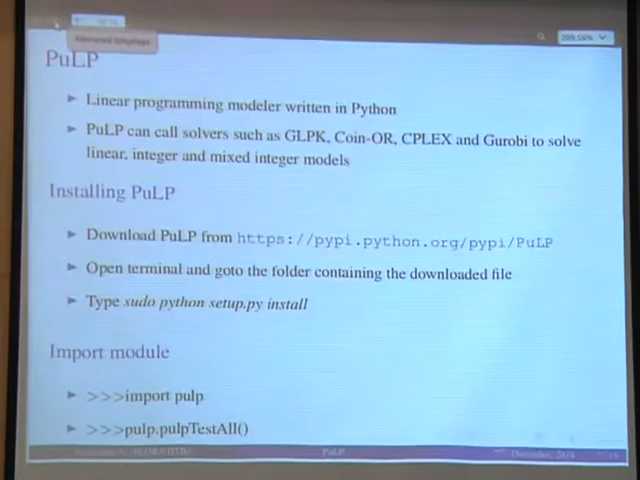 Mirrored Displays
PuLP
Linear programming modeler written in Python
PuLP can call solvers such as GLPK, Coin-OR, CPLEX and Gurobi to solve
linear, integer and mixed integer models
Installing PuLP
Download PuLP from https://pypi.python.org/pypi/PuLP
Open terminal and goto the folder containing the downloaded file
Type sudo python setup.py install
Import module
>>>import pulp
>>>pulp.pulpTestAll()
PuLP December,